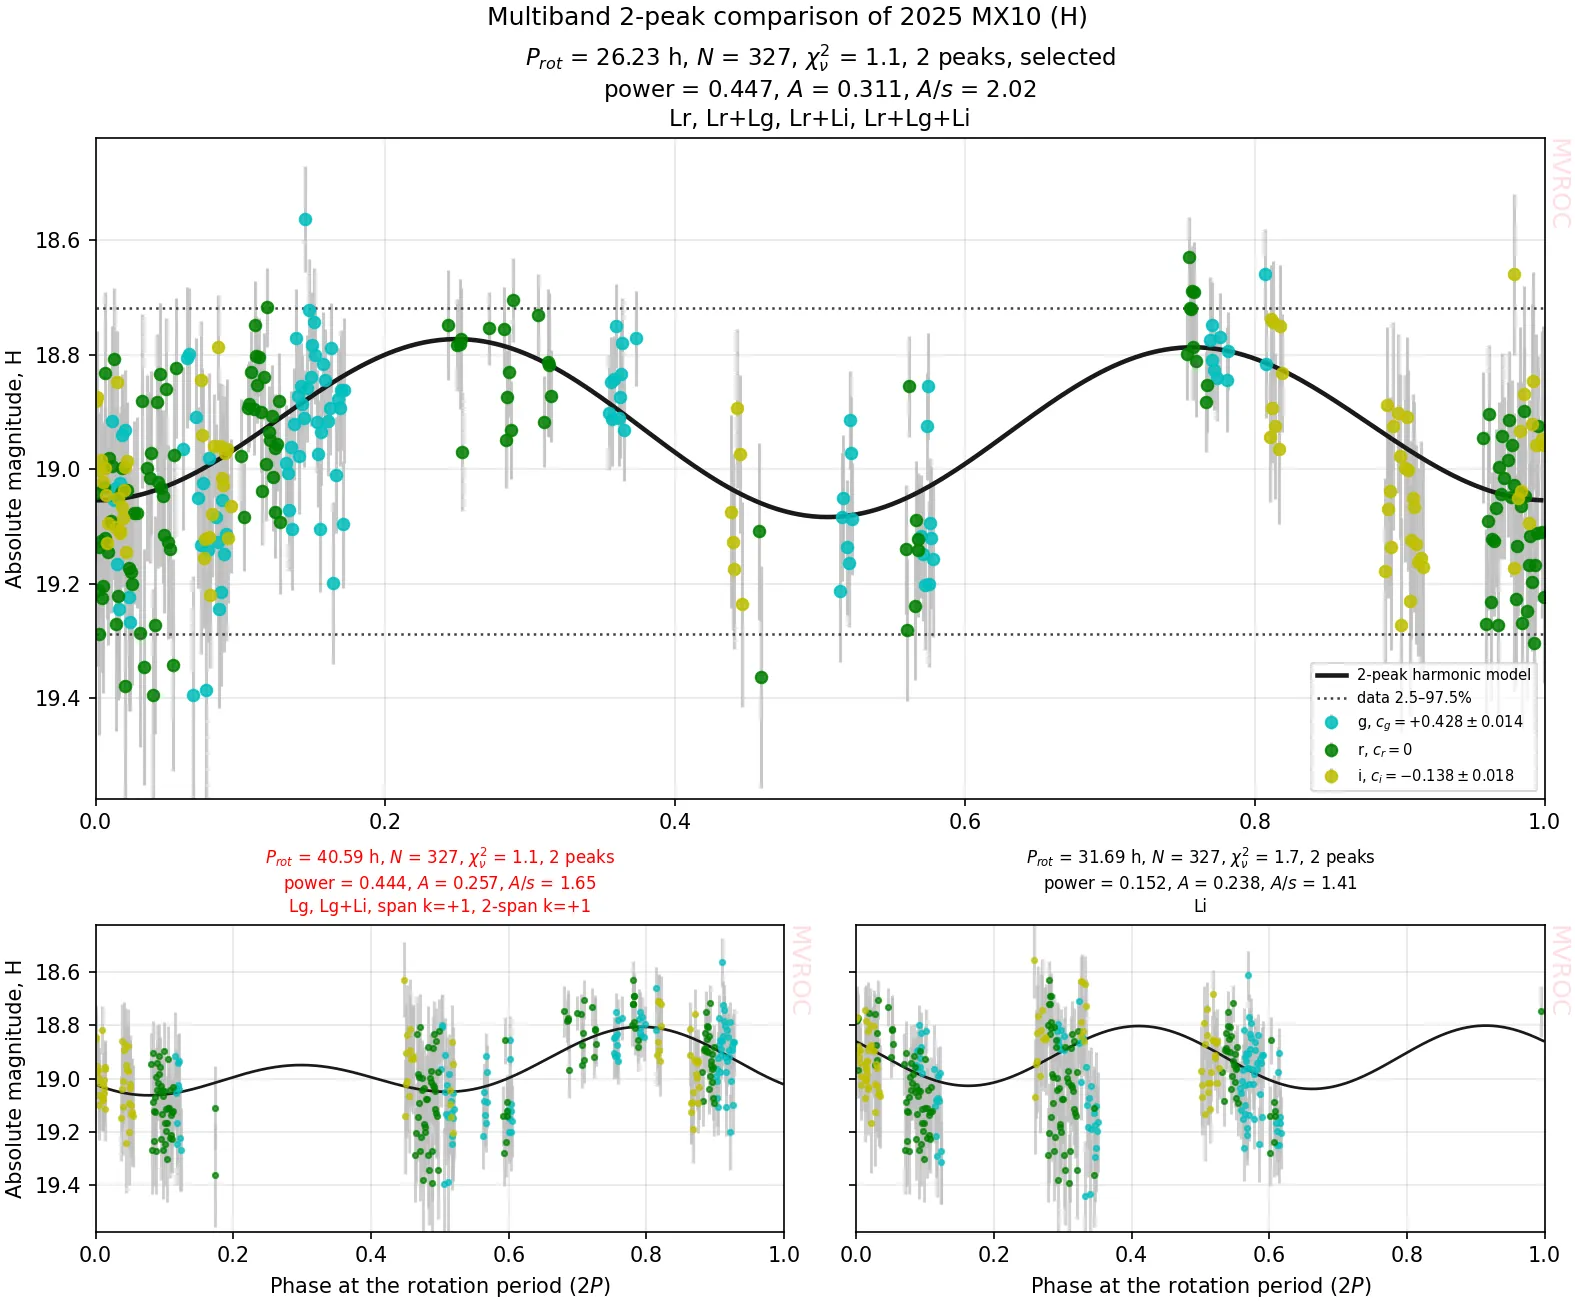 Multiband 2-peak comparison of 2025 MX10 (H)
P_rot = 26.23 h, N = 327, χ²_ν = 1.1, 2 peaks, selected
power = 0.447, A = 0.311, A/s = 2.02
Lr, Lr+Lg, Lr+Li, Lr+Lg+Li
MVROC
Absolute magnitude, H
18.6
18.8
19.0
19.2
19.4
2-peak harmonic model
data 2.5–97.5%
g, c_g = +0.428 ± 0.014
r, c_r = 0
i, c_i = −0.138 ± 0.018
0.0 0.2 0.4 0.6 0.8 1.0
P_rot = 40.59 h, N = 327, χ²_ν = 1.1, 2 peaks
power = 0.444, A = 0.257, A/s = 1.65
Lg, Lg+Li, span k=+1, 2-span k=+1
MVROC
Absolute magnitude, H
18.6
18.8
19.0
19.2
19.4
0.0 0.2 0.4 0.6 0.8 1.0
Phase at the rotation period (2P)
P_rot = 31.69 h, N = 327, χ²_ν = 1.7, 2 peaks
power = 0.152, A = 0.238, A/s = 1.41
Li
MVROC
0.0 0.2 0.4 0.6 0.8 1.0
Phase at the rotation period (2P)